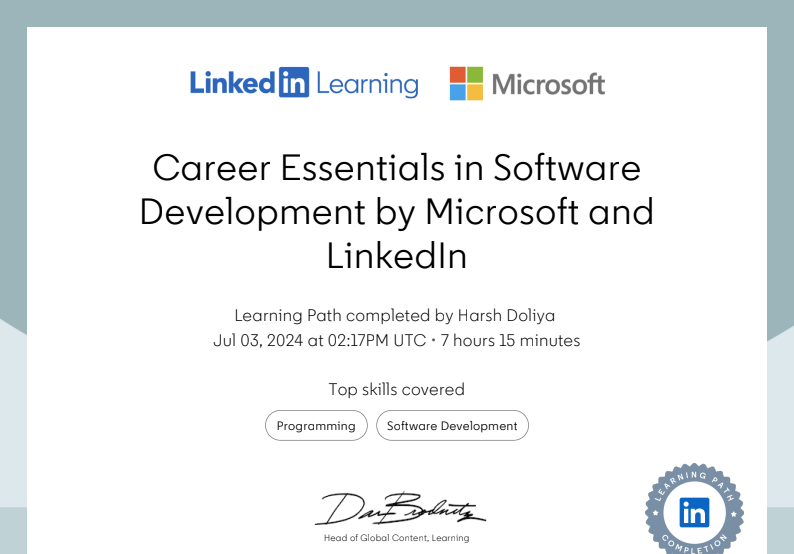 Linked in Learning Microsoft
Career Essentials in Software
Development by Microsoft and
LinkedIn
Learning Path completed by Harsh Doliya
Jul 03, 2024 at 02:17PM UTC • 7 hours 15 minutes
Top skills covered
Programming Software Development
Head of Global Content, Learning
LEARNING PATH
in
COMPLETION